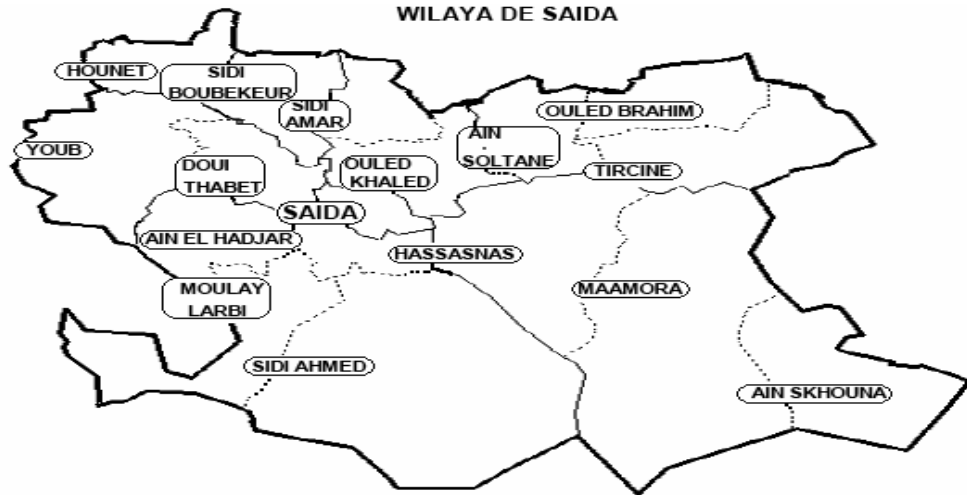 WILAYA DE SAIDA
HOUNET
SIDI
BOUBEKEUR
SIDI
AMAR
OULED BRAHIM
AIN
SOLTANE
YOUB
DOUI
THABET
OULED
KHALED
TIRCINE
SAIDA
AIN EL HADJAR
HASSASNAS
MOULAY
LARBI
MAAMORA
SIDI AHMED
AIN SKHOUNA